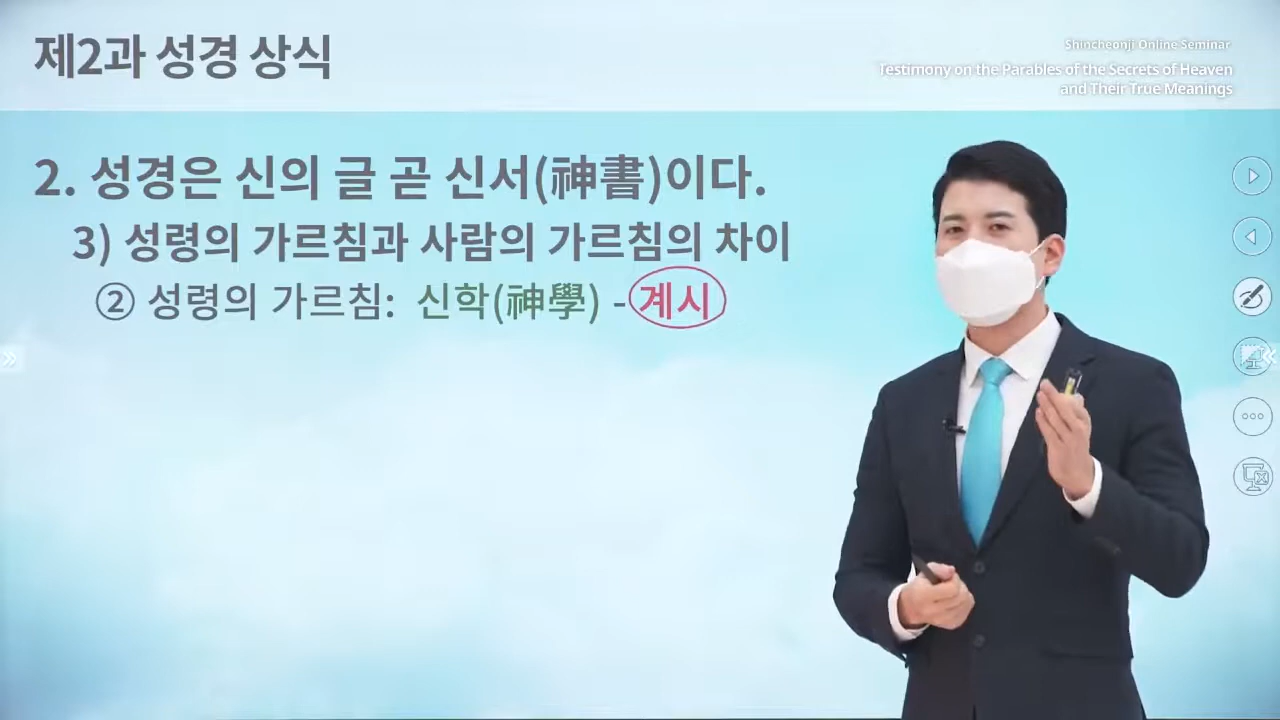 제2과 성경 상식
Shincheonji Online Seminar
Testimony on the Parables of the Secrets of Heaven
and Their True Meanings
2. 성경은 신의 글 곧 신서(神書)이다.
3) 성령의 가르침과 사람의 가르침의 차이
② 성령의 가르침: 신학(神學) - 계시